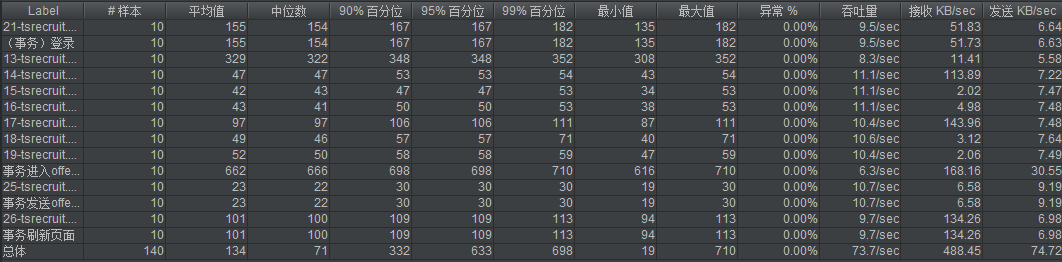 Label # 样本 平均值 中位数 90% 百分位 95% 百分位 99% 百分位 最小值 最大值 异常 % 吞吐量 接收 KB/sec 发送 KB/sec
21-tsrecruit.... 10 155 154 167 167 182 135 182 0.00% 9.5/sec 51.83 6.64
（事务）登录 10 155 154 167 167 182 135 182 0.00% 9.5/sec 51.73 6.63
13-tsrecruit.... 10 329 322 348 348 352 308 352 0.00% 8.3/sec 11.41 5.58
14-tsrecruit.... 10 47 47 53 53 54 43 54 0.00% 11.1/sec 113.89 7.22
15-tsrecruit.... 10 42 43 47 47 53 34 53 0.00% 11.1/sec 2.02 7.47
16-tsrecruit.... 10 43 41 50 50 53 38 53 0.00% 11.1/sec 4.98 7.48
17-tsrecruit.... 10 97 97 106 106 111 87 111 0.00% 10.4/sec 143.96 7.48
18-tsrecruit.... 10 49 46 57 57 71 40 71 0.00% 10.6/sec 3.12 7.64
19-tsrecruit.... 10 52 50 58 58 59 47 59 0.00% 10.4/sec 2.06 7.49
事务进入offe... 10 662 666 698 698 710 616 710 0.00% 6.3/sec 168.16 30.55
25-tsrecruit.... 10 23 22 30 30 30 19 30 0.00% 10.7/sec 6.58 9.19
事务发送offe... 10 23 22 30 30 30 19 30 0.00% 10.7/sec 6.58 9.19
26-tsrecruit.... 10 101 100 109 109 113 94 113 0.00% 9.7/sec 134.26 6.98
事务刷新页面 10 101 100 109 109 113 94 113 0.00% 9.7/sec 134.26 6.98
总体 140 134 71 332 633 698 19 710 0.00% 73.7/sec 488.45 74.72